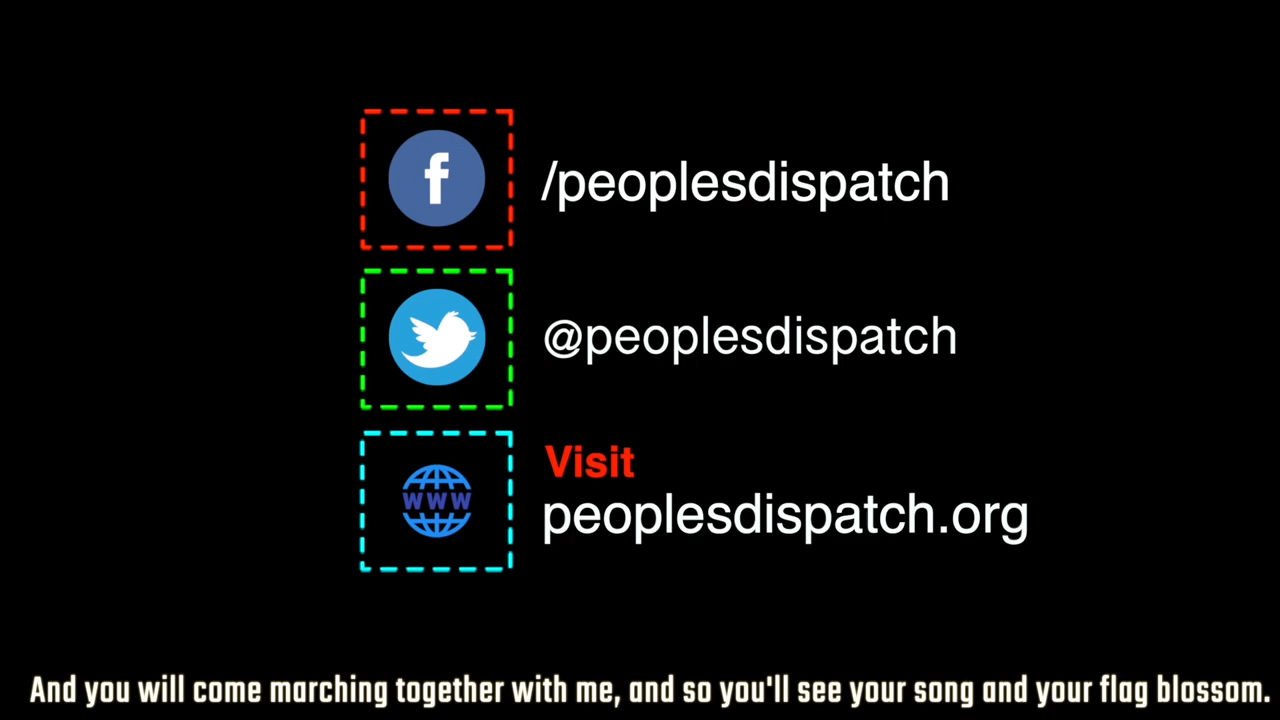 f
/peoplesdispatch
@peoplesdispatch
Visit
WWW
peoplesdispatch.org
And you will come marching together with me, and so you'll see your song and your flag blossom.